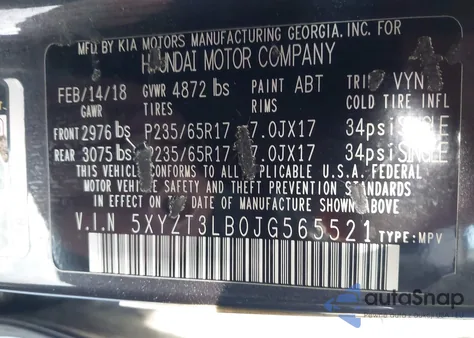 MFD. BY KIA MOTORS MANUFACTURING GEORGIA, INC. FOR
HYUNDAI MOTOR COMPANY
FEB/14/18 GVWR 4872 lbs PAINT ABT TRIM VYN
GAWR TIRES RIMS COLD TIRE INFL
FRONT 2976 lbs P235/65R17 7.0JX17 34psi SINGLE
REAR 3075 lbs P235/65R17 7.0JX17 34psi SINGLE
THIS VEHICLE CONFORMS TO ALL APPLICABLE U.S.A. FEDERAL
MOTOR VEHICLE SAFETY AND THEFT PREVENTION STANDARDS
IN EFFECT ON THE DATE OF MANUFACTURE SHOWN ABOVE.
V.I.N 5XYZT3LB0JG565521 TYPE: MPV
autoSnap